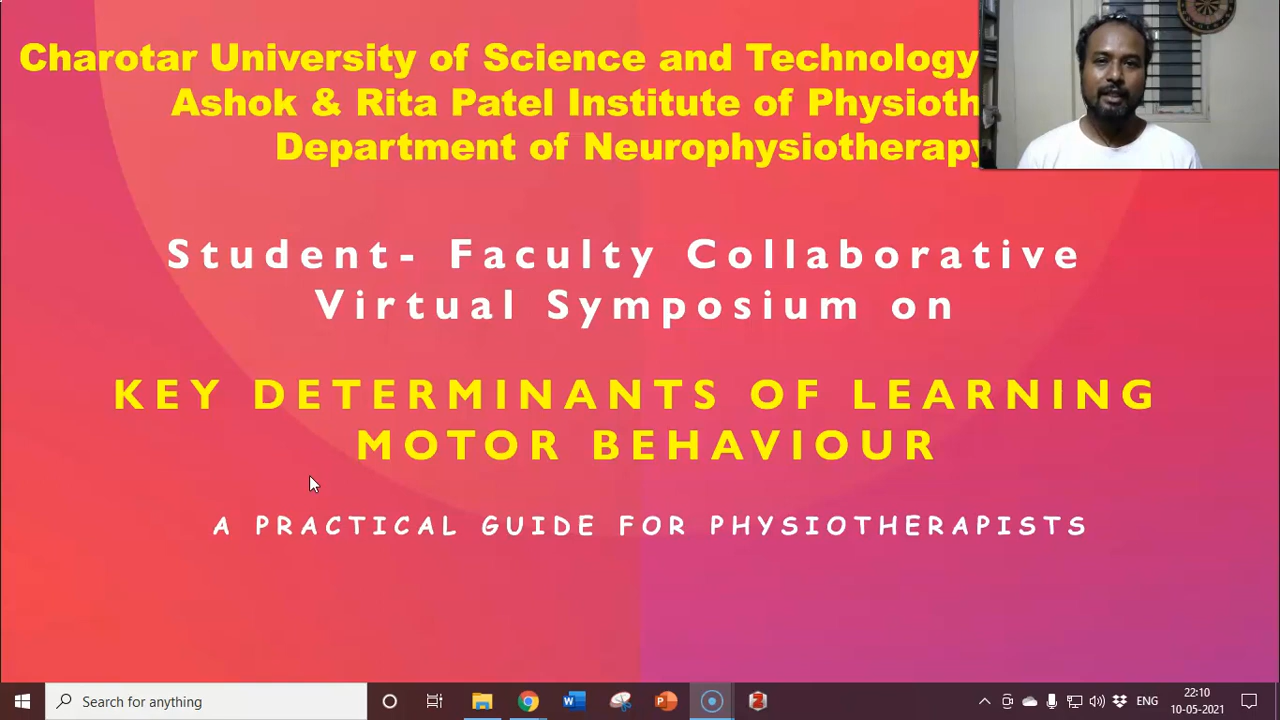 Charotar University of Science and Technology
Ashok & Rita Patel Institute of Physioth
Department of Neurophysiotherapy
Student- Faculty Collaborative
Virtual Symposium on
KEY DETERMINANTS OF LEARNING
MOTOR BEHAVIOUR
A PRACTICAL GUIDE FOR PHYSIOTHERAPISTS
Search for anything
ENG
22:10
10-05-2021